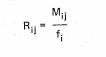 R_ij = M_ij / f_i